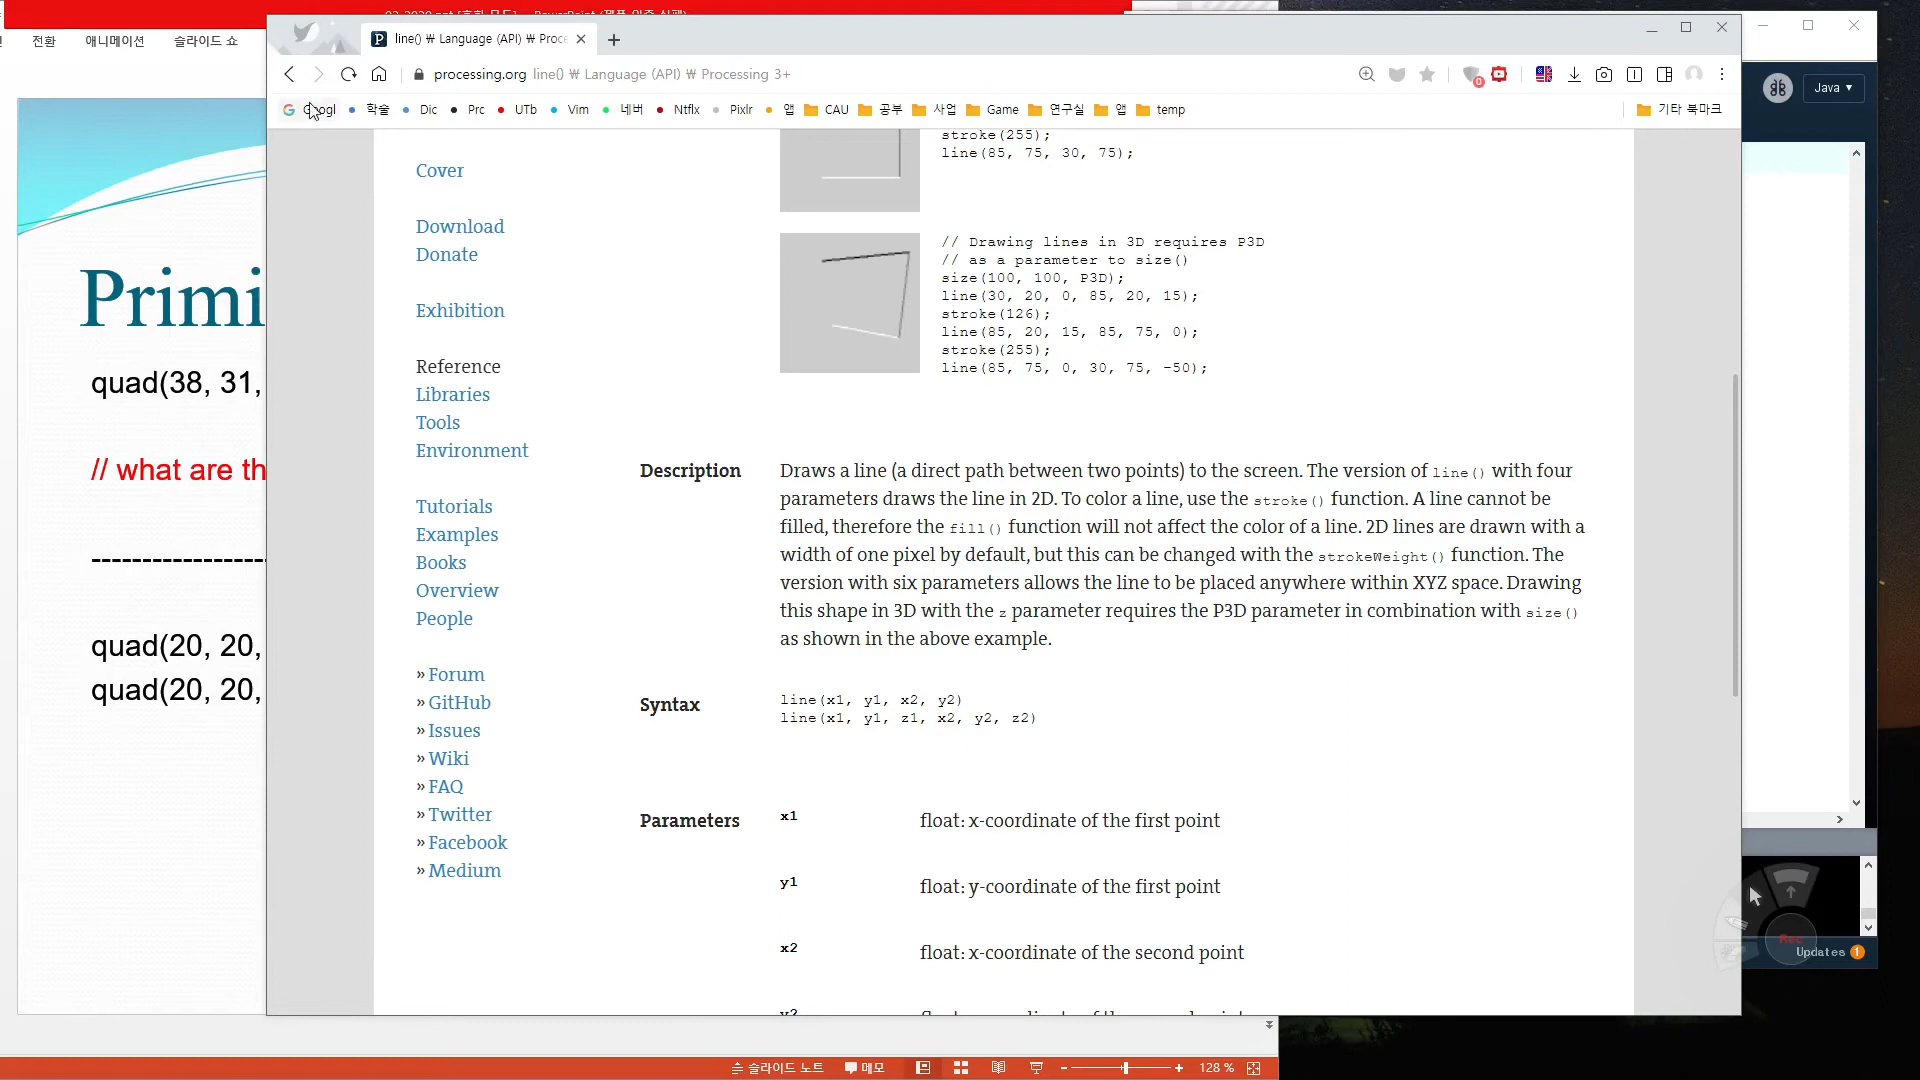 전환 애니메이션 슬라이드 쇼
line() ₩ Language (API) ₩ Proc
processing.org line() ₩ Language (API) ₩ Processing 3+
학술 Dic Prc UTb Vim 네버 Ntflx Pixlr 앱 CAU 공부 사업 Game 연구실 앱 temp 기타 북마크
Java
Primi
quad(38, 31,
// what are th
--------------------
quad(20, 20,
quad(20, 20,
Cover
Download
Donate
Exhibition
Reference
Libraries
Tools
Environment
Tutorials
Examples
Books
Overview
People
» Forum
» GitHub
» Issues
» Wiki
» FAQ
» Twitter
» Facebook
» Medium
stroke(255);
line(85, 75, 30, 75);
// Drawing lines in 3D requires P3D
// as a parameter to size()
size(100, 100, P3D);
line(30, 20, 0, 85, 20, 15);
stroke(126);
line(85, 20, 15, 85, 75, 0);
stroke(255);
line(85, 75, 0, 30, 75, -50);
Description
Draws a line (a direct path between two points) to the screen. The version of line() with four
parameters draws the line in 2D. To color a line, use the stroke() function. A line cannot be
filled, therefore the fill() function will not affect the color of a line. 2D lines are drawn with a
width of one pixel by default, but this can be changed with the strokeWeight() function. The
version with six parameters allows the line to be placed anywhere within XYZ space. Drawing
this shape in 3D with the z parameter requires the P3D parameter in combination with size()
as shown in the above example.
Syntax
line(x1, y1, x2, y2)
line(x1, y1, z1, x2, y2, z2)
Parameters
x1 float: x-coordinate of the first point
y1 float: y-coordinate of the first point
x2 float: x-coordinate of the second point
Rec
Updates 1
슬라이드 노트 메모 128 %